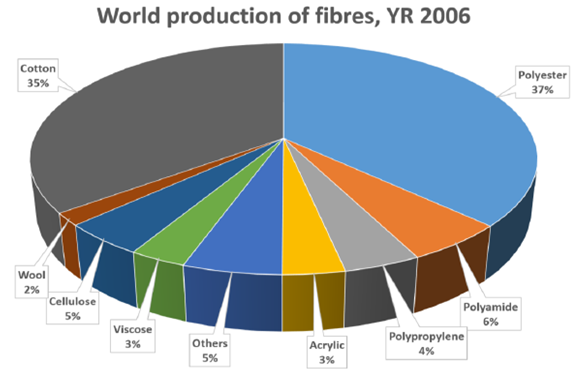 World production of fibres, YR 2006
Cotton
35%
Polyester
37%
Wool
2%
Cellulose
5%
Viscose
3%
Others
5%
Acrylic
3%
Polypropylene
4%
Polyamide
6%